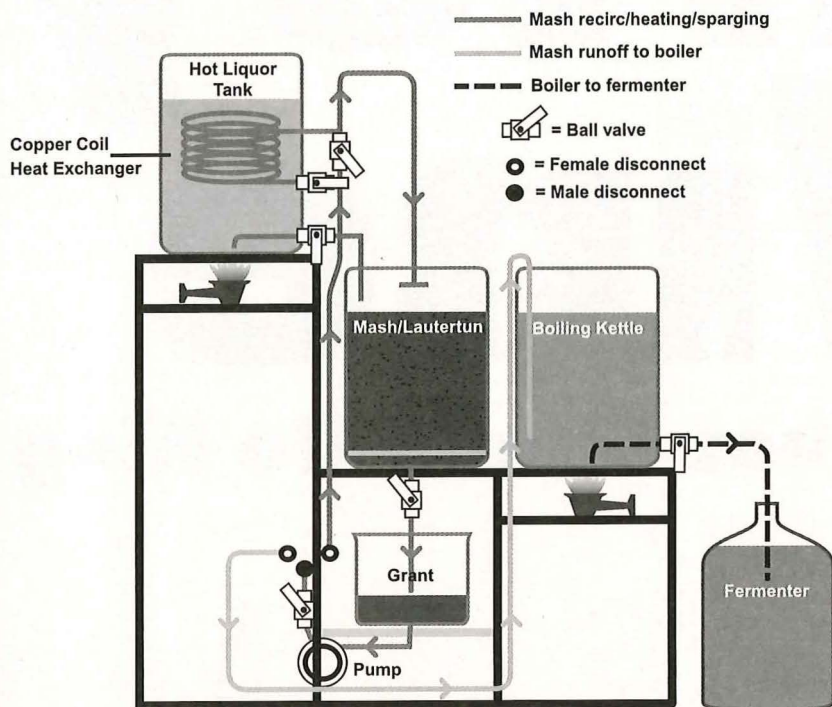 Mash recirc/heating/sparging
Mash runoff to boiler
Boiler to fermenter
= Ball valve
= Female disconnect
= Male disconnect
Hot Liquor
Tank
Copper Coil
Heat Exchanger
Mash/Lautertun
Boiling Kettle
Grant
Pump
Fermenter